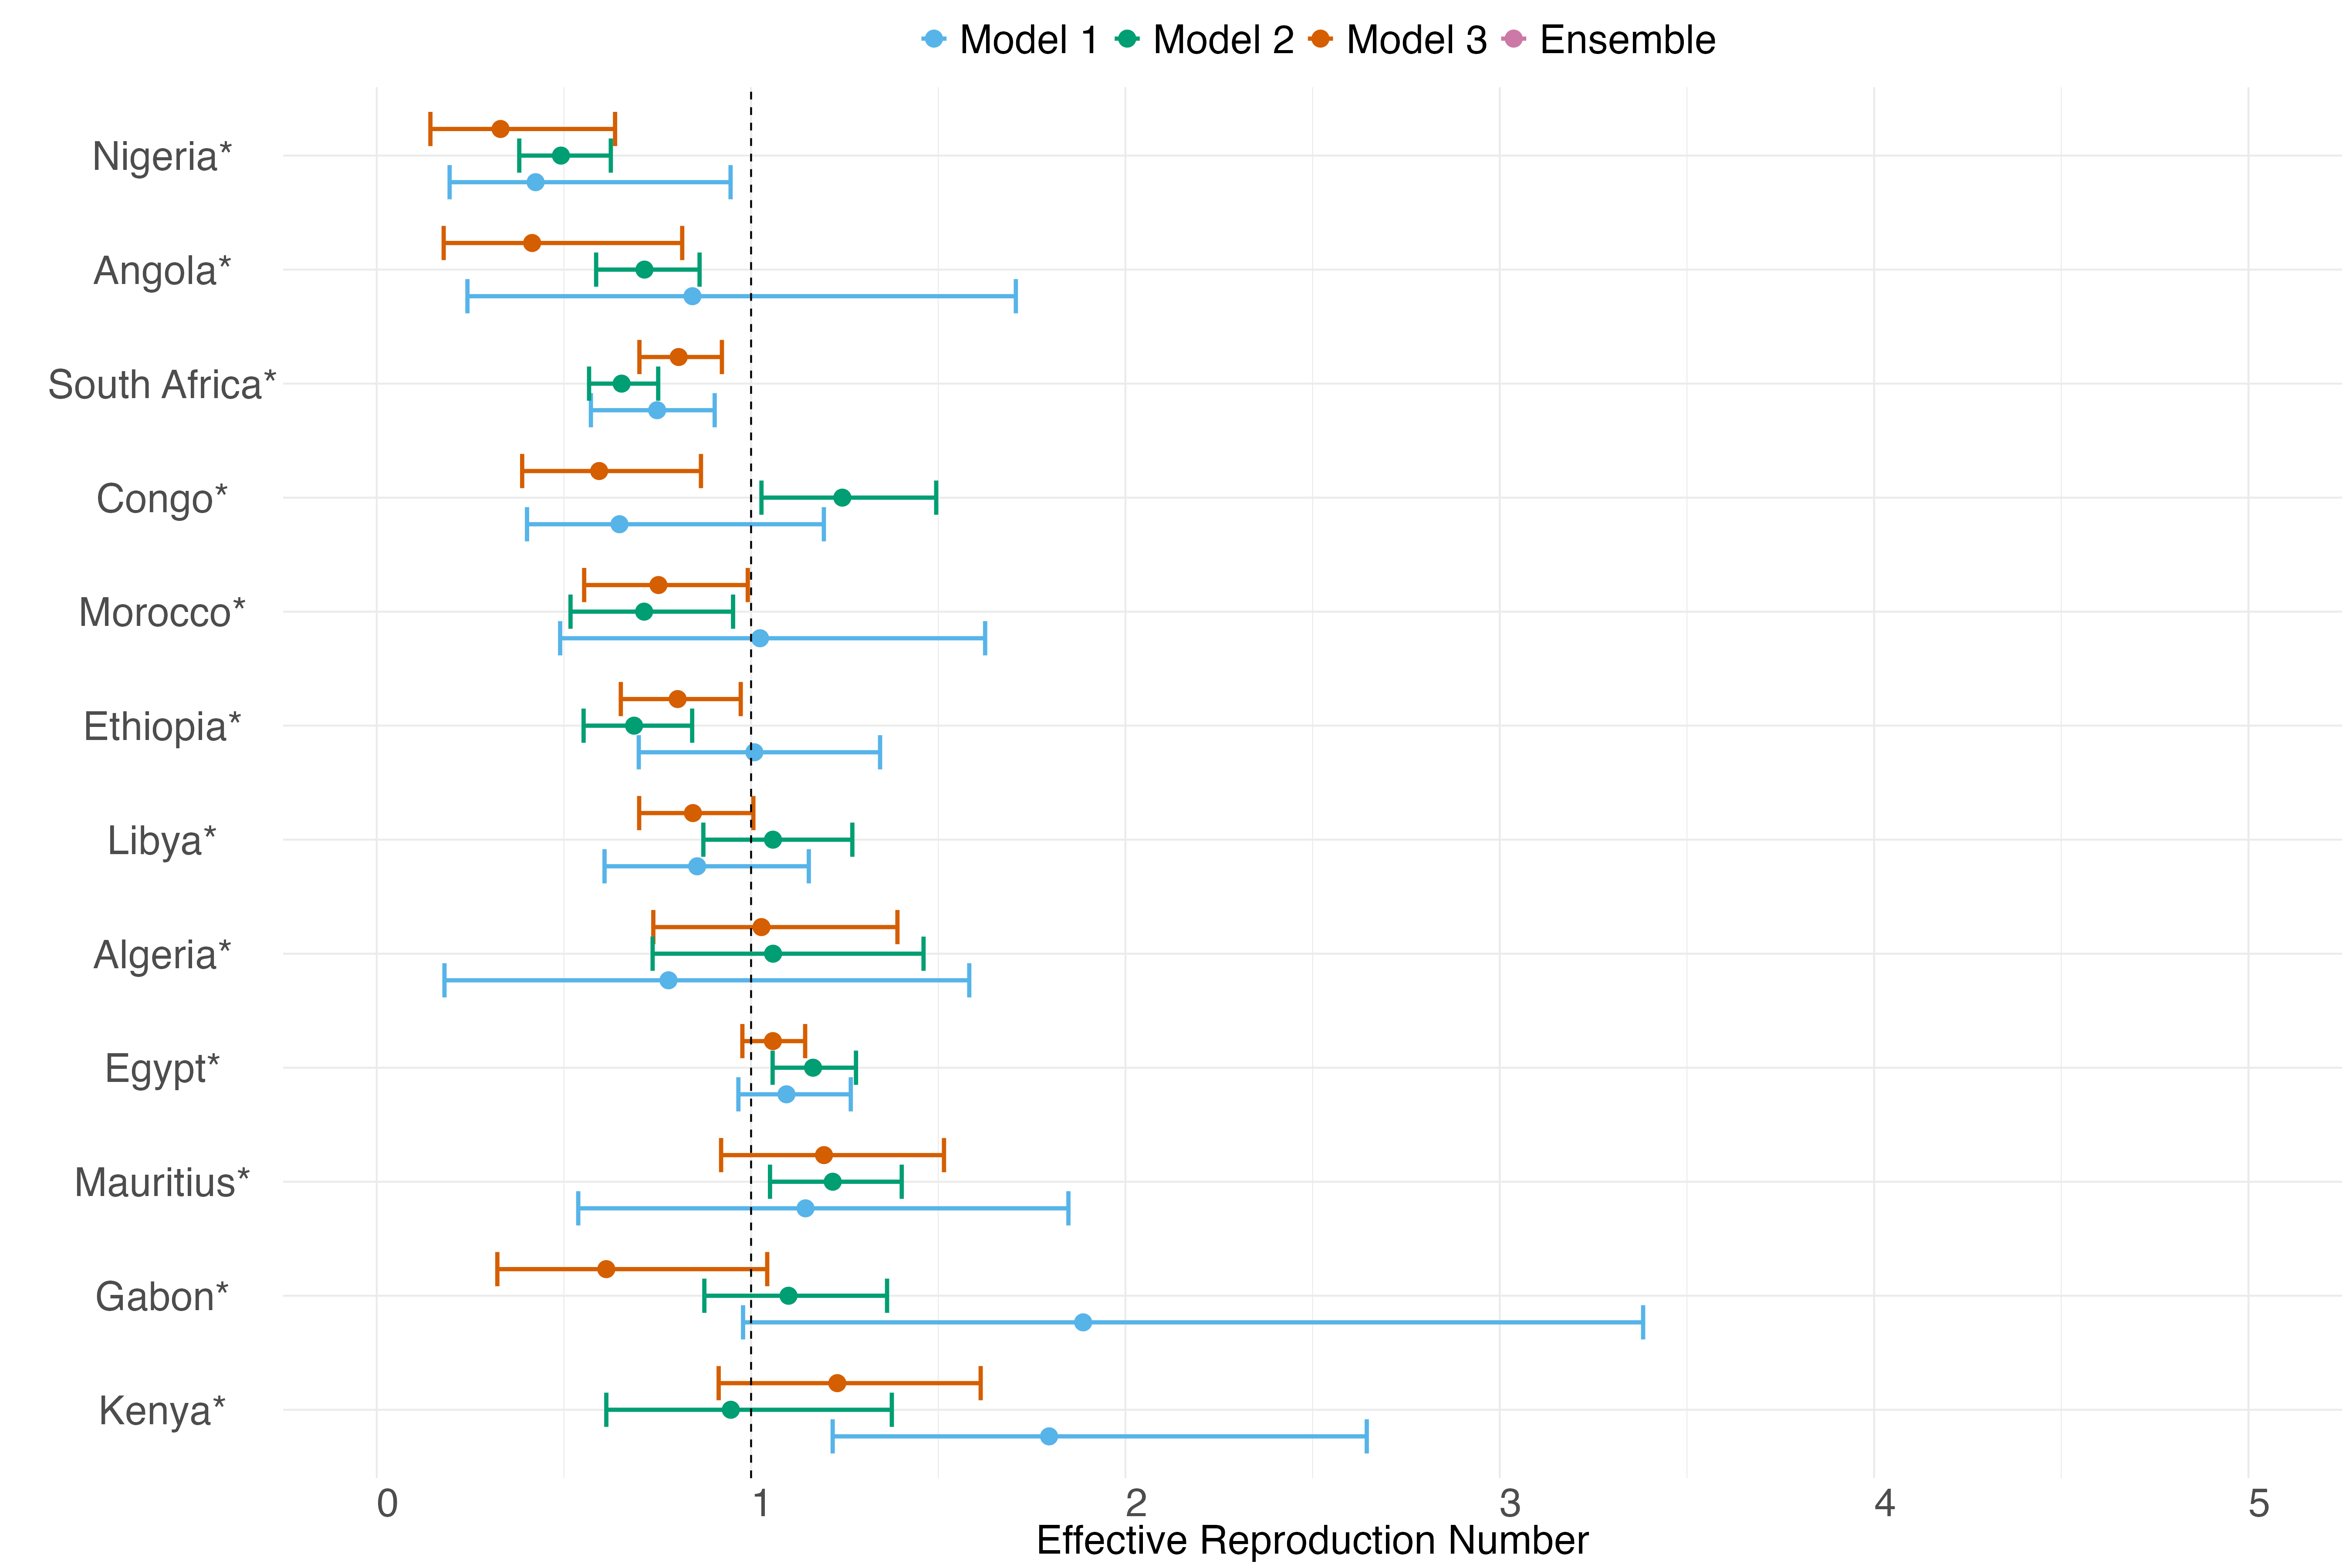 Model 1 Model 2 Model 3 Ensemble
Nigeria*
Angola*
South Africa*
Congo*
Morocco*
Ethiopia*
Libya*
Algeria*
Egypt*
Mauritius*
Gabon*
Kenya*
0 1 2 3 4 5
Effective Reproduction Number